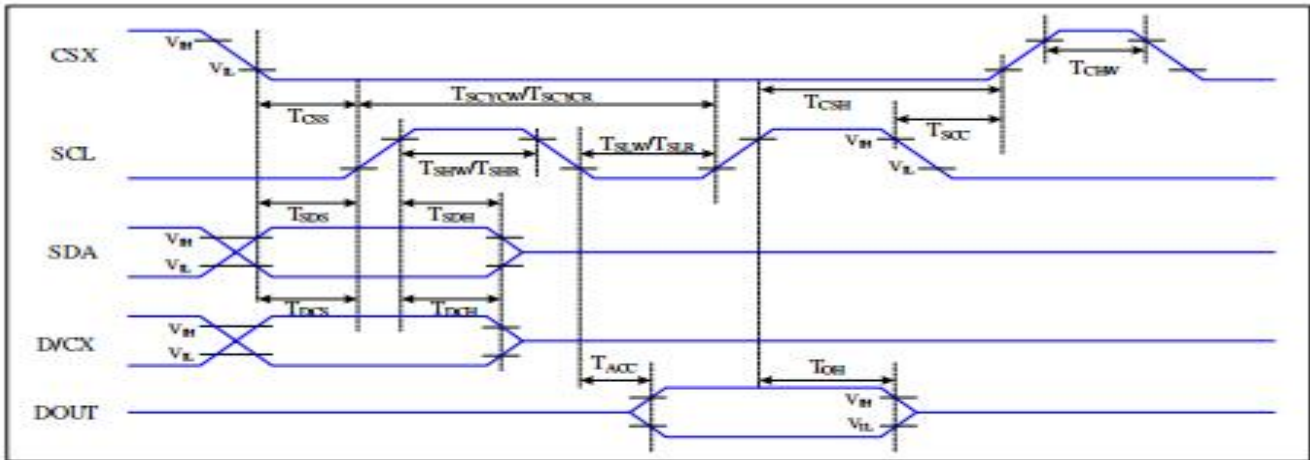 CSX
VIH
VIL
TCHW
TCSS
TSCYCW/TSCYCR
TCSH
TSCC
SCL
TSHW/TSHR
TSLW/TSLR
VIH
VIL
TSDS
TSDH
SDA
VIH
VIL
TDCS
TDCH
D/CX
VIH
VIL
TACC
TOH
DOUT
VIH
VIL